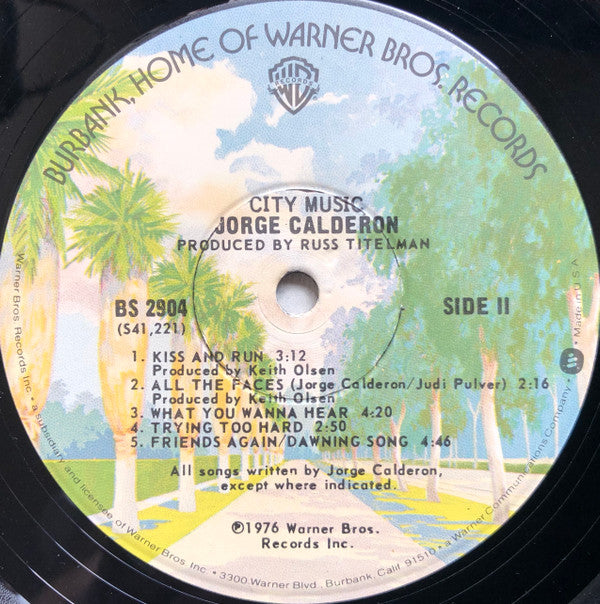 BURBANK, HOME OF WARNER BROS. RECORDS
WB
RECORDS
CITY MUSIC
JORGE CALDERON
PRODUCED BY RUSS TITELMAN
BS 2904
(S41,221)
SIDE II
1. KISS AND RUN 3:12
Produced by Keith Olsen
2. ALL THE FACES (Jorge Calderon/Judi Pulver) 2:16
Produced by Keith Olsen
3. WHAT YOU WANNA HEAR 4:20
4. TRYING TOO HARD 2:50
5. FRIENDS AGAIN/DAWNING SONG 4:46
All songs written by Jorge Calderon,
except where indicated.
℗1976 Warner Bros.
Records Inc.
Warner Bros. Records Inc. • a subsidiary and licensee of Warner Bros. Inc. • 3300 Warner Blvd., Burbank, Calif. 91510 • a Warner Communications Company • Made in U.S.A.